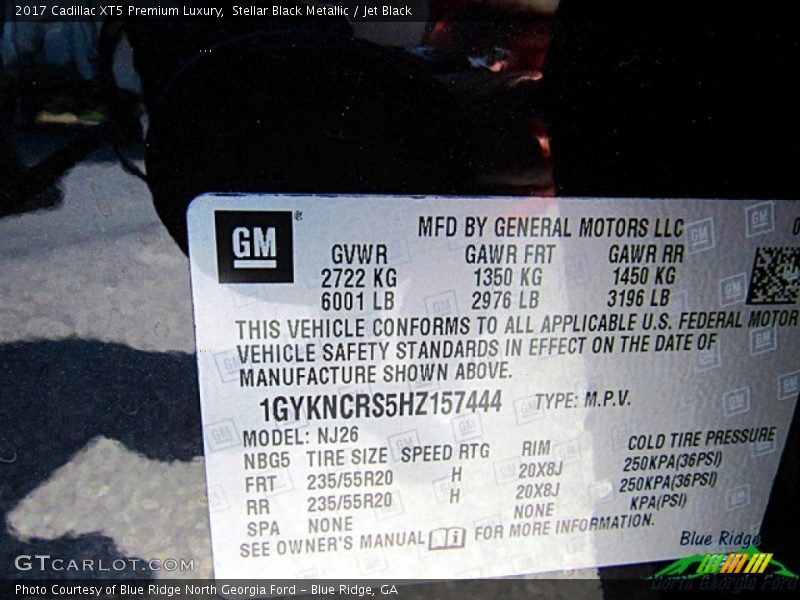 2017 Cadillac XT5 Premium Luxury, Stellar Black Metallic / Jet Black
GM ®
MFD BY GENERAL MOTORS LLC 0
GVWR GAWR FRT GAWR RR
2722 KG 1350 KG 1450 KG
6001 LB 2976 LB 3196 LB
THIS VEHICLE CONFORMS TO ALL APPLICABLE U.S. FEDERAL MOTOR
VEHICLE SAFETY STANDARDS IN EFFECT ON THE DATE OF
MANUFACTURE SHOWN ABOVE.
1GYKNCRS5HZ157444 TYPE: M.P.V.
MODEL: NJ26
NBG5 TIRE SIZE SPEED RTG RIM COLD TIRE PRESSURE
FRT 235/55R20 H 20X8J 250KPA(36PSI)
RR 235/55R20 H 20X8J 250KPA(36PSI)
SPA NONE NONE KPA(PSI)
SEE OWNER'S MANUAL FOR MORE INFORMATION.
Blue Ridge
North Georgia Ford
GTCARLOT.COM
Photo Courtesy of Blue Ridge North Georgia Ford - Blue Ridge, GA